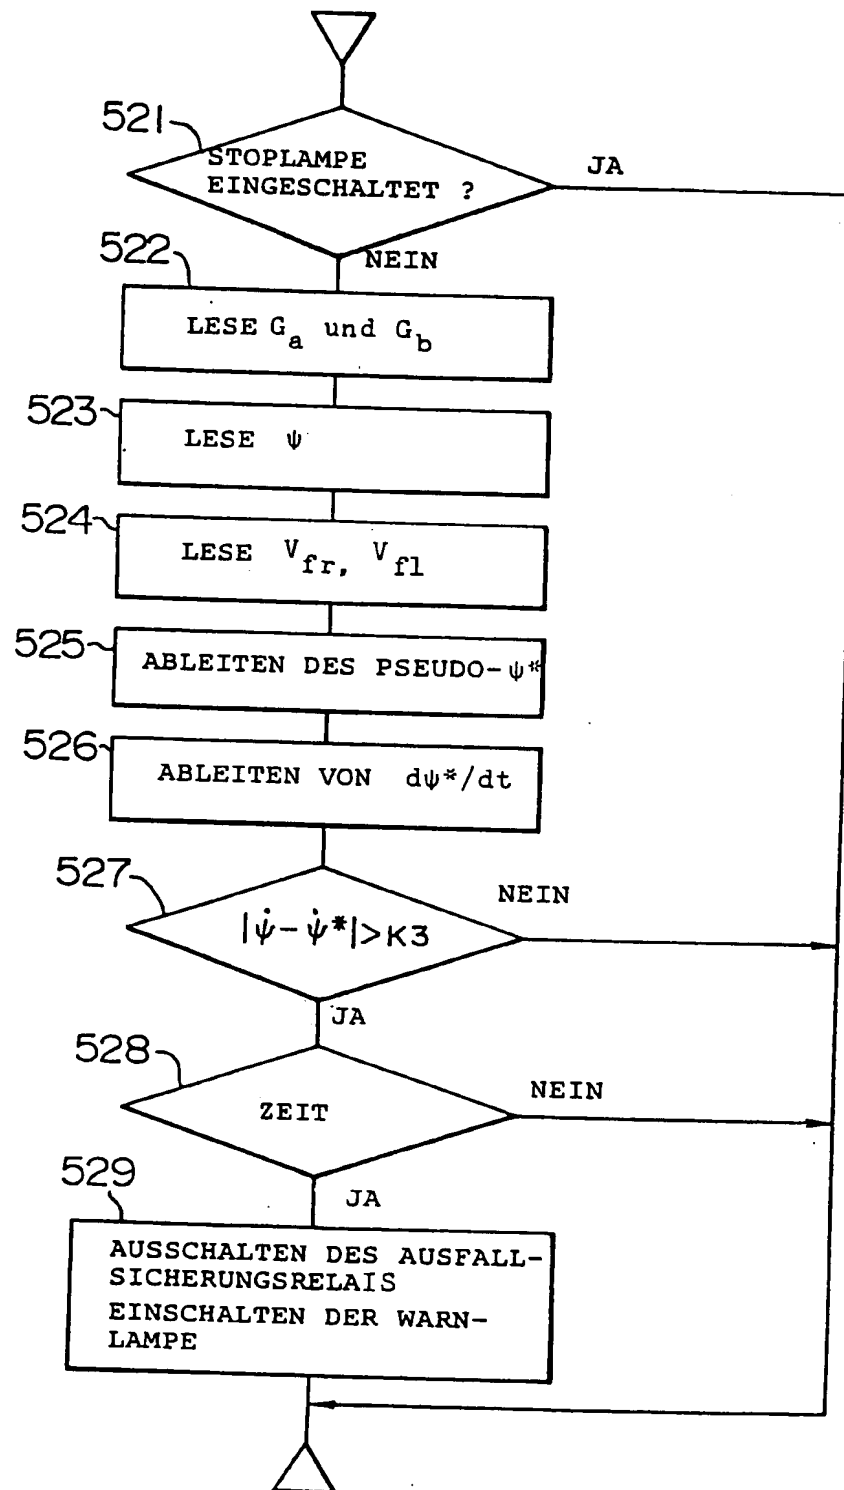 521
STOPLAMPE
EINGESCHALTET ?
JA
NEIN
522
LESE G_a und G_b
523
LESE ψ
524
LESE V_fr, V_fl
525
ABLEITEN DES PSEUDO-ψ*
526
ABLEITEN VON dψ*/dt
527
|ψ̇-ψ̇*|>K3
NEIN
JA
528
ZEIT
NEIN
JA
529
AUSSCHALTEN DES AUSFALL-
SICHERUNGSRELAIS
EINSCHALTEN DER WARN-
LAMPE